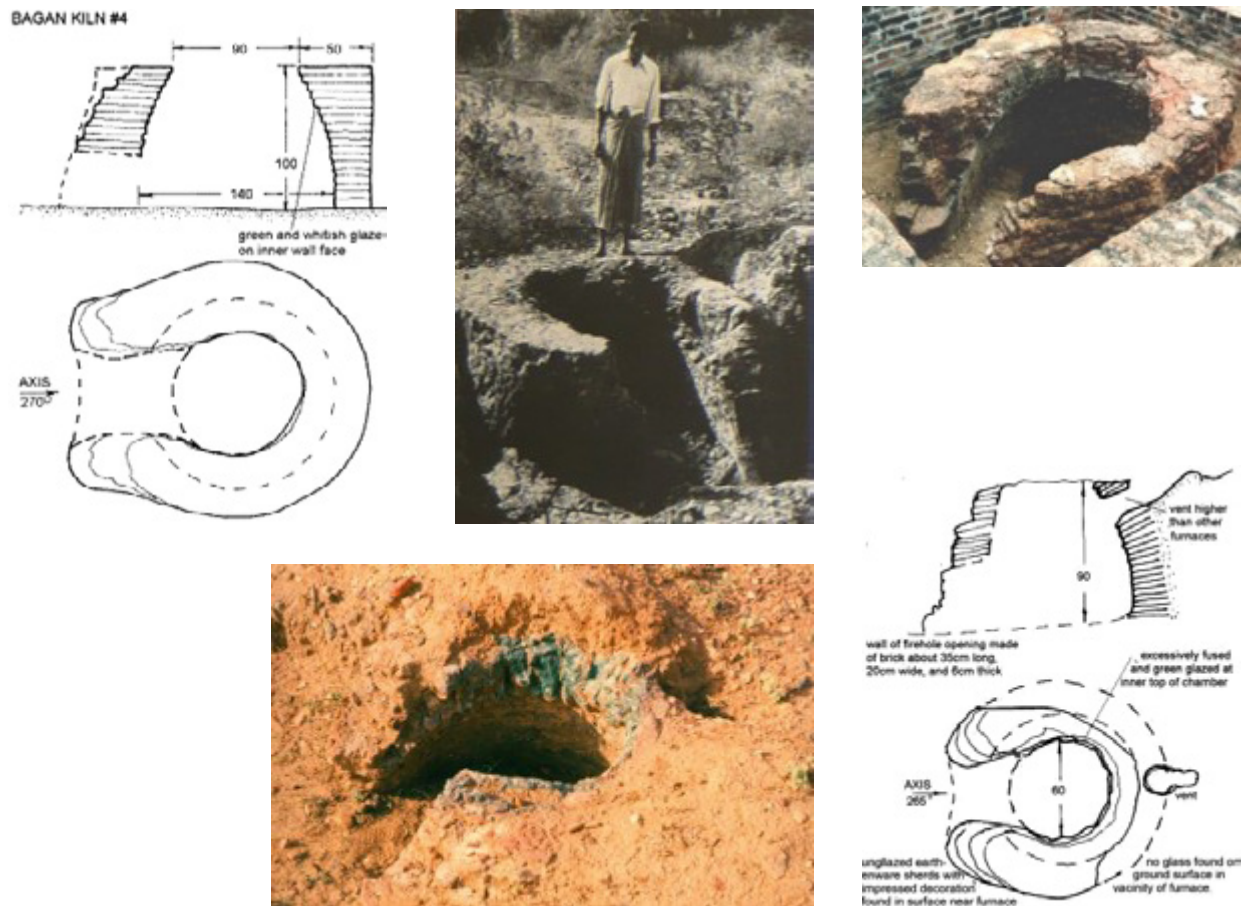 BAGAN KILN #4
90
50
100
140
green and whitish glaze
on inner wall face
AXIS
270°
vent higher
than other
furnaces
90
wall of firehole opening made
of brick about 35cm long,
20cm wide, and 6cm thick
excessively fused
and green glazed at
inner top of chamber
AXIS
265°
60
vent
unglazed earth-
enware sherds with
impressed decoration
found in surface near furnace
no glass found on
ground surface in
vacinity of furnace.